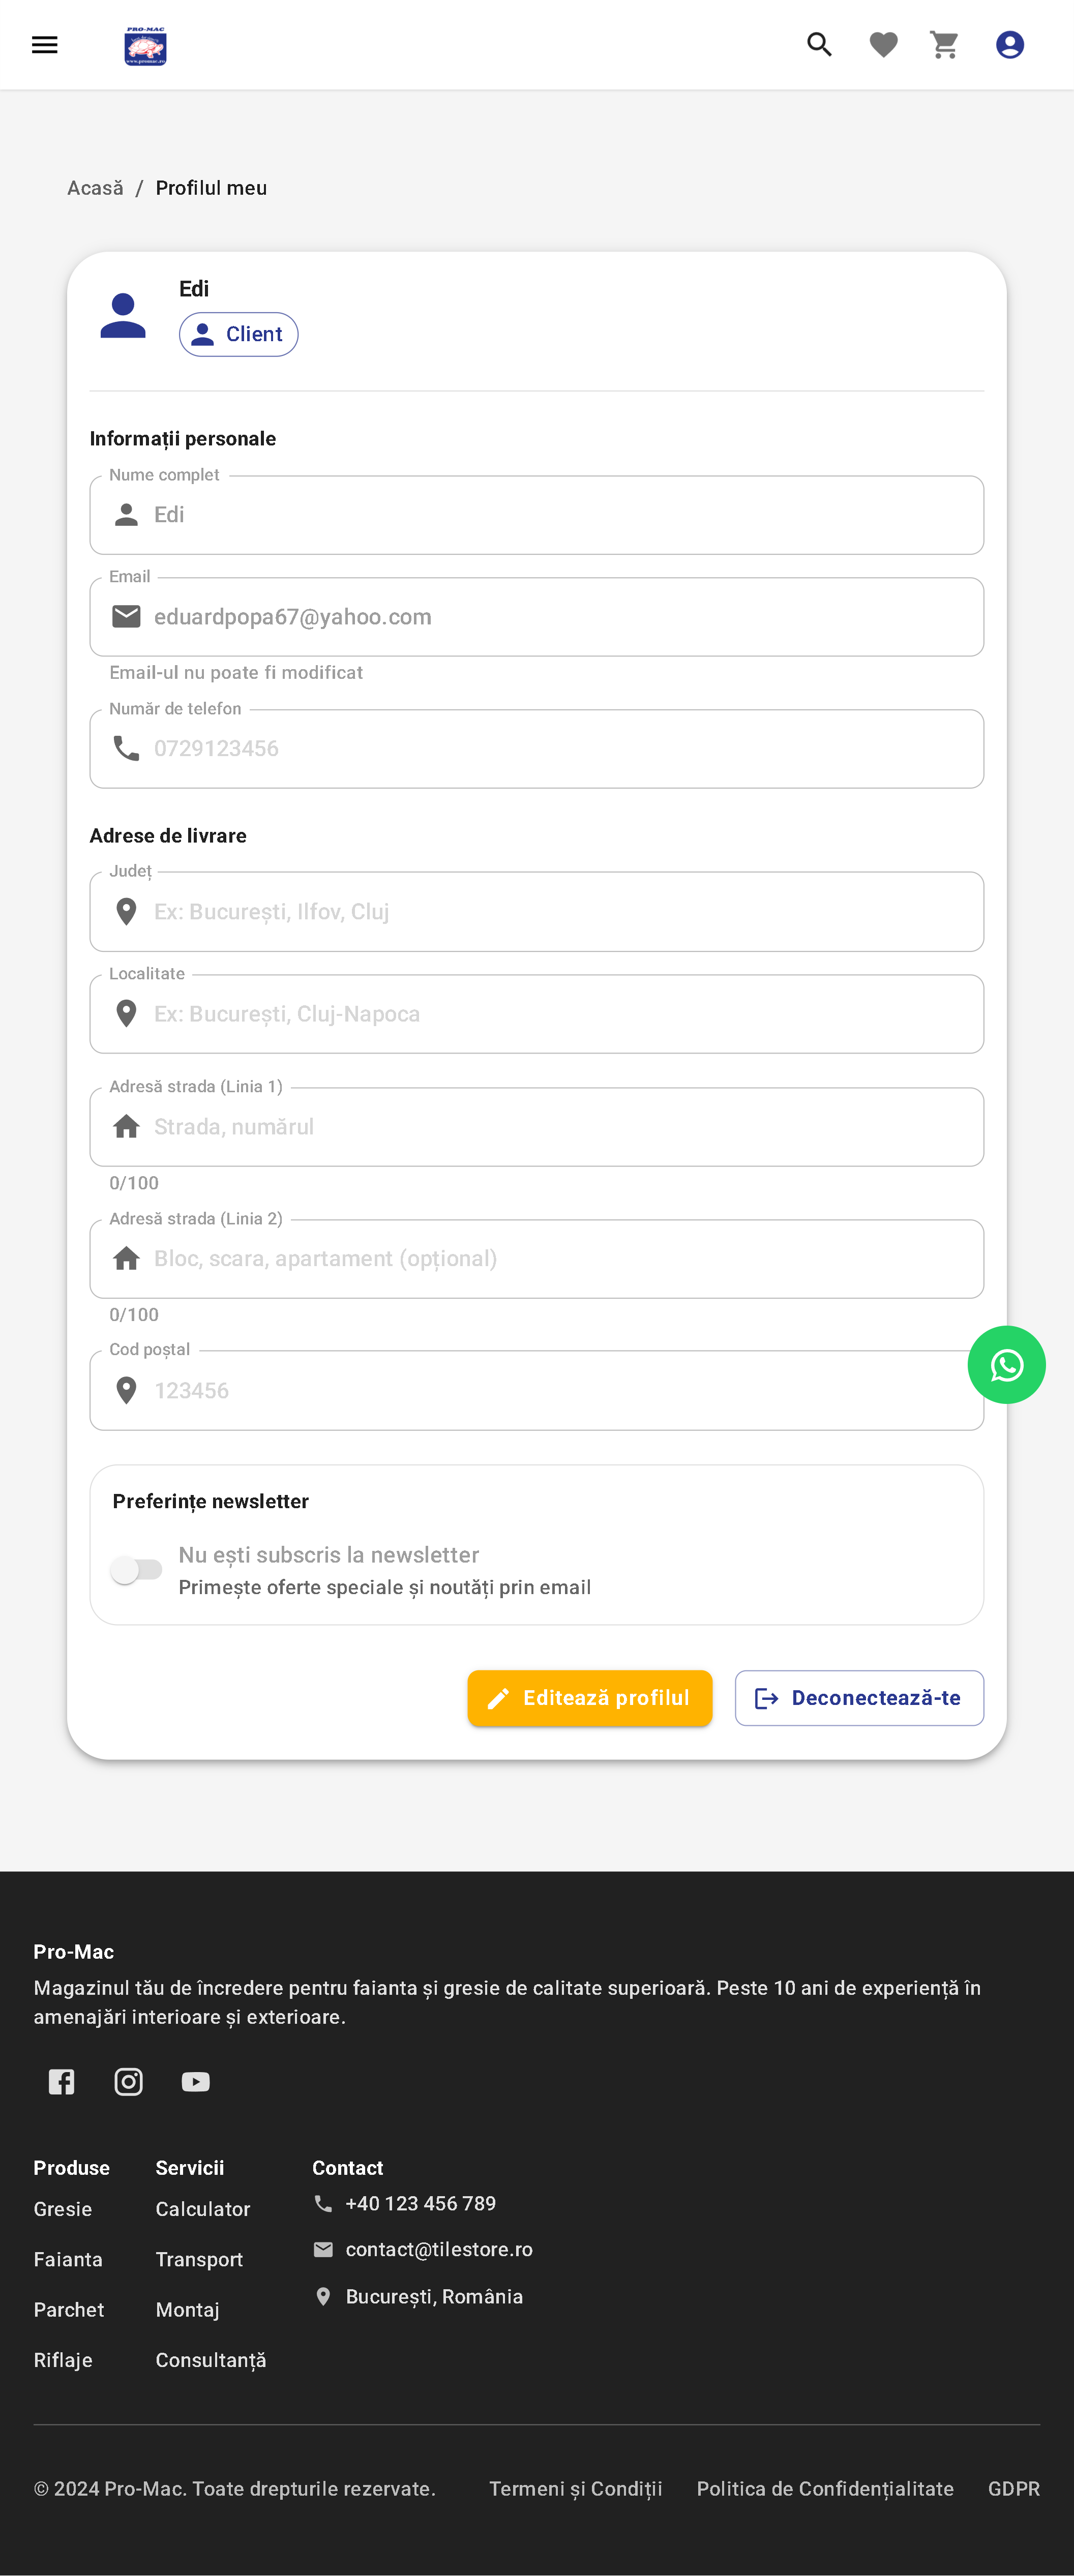 PRO-MAC
www.promac.ro
Acasă / Profilul meu
Edi
Client
Informații personale
Nume complet
Edi
Email
eduardpopa67@yahoo.com
Email-ul nu poate fi modificat
Număr de telefon
0729123456
Adrese de livrare
Județ
Ex: București, Ilfov, Cluj
Localitate
Ex: București, Cluj-Napoca
Adresă strada (Linia 1)
Strada, numărul
0/100
Adresă strada (Linia 2)
Bloc, scara, apartament (opțional)
0/100
Cod poștal
123456
Preferințe newsletter
Nu ești subscris la newsletter
Primește oferte speciale și noutăți prin email
Editează profilul
Deconectează-te
Pro-Mac
Magazinul tău de încredere pentru faianta și gresie de calitate superioară. Peste 10 ani de experiență în
amenajări interioare și exterioare.
Produse
Gresie
Faianta
Parchet
Riflaje
Servicii
Calculator
Transport
Montaj
Consultanță
Contact
+40 123 456 789
contact@tilestore.ro
București, România
© 2024 Pro-Mac. Toate drepturile rezervate.
Termeni și Condiții
Politica de Confidențialitate
GDPR